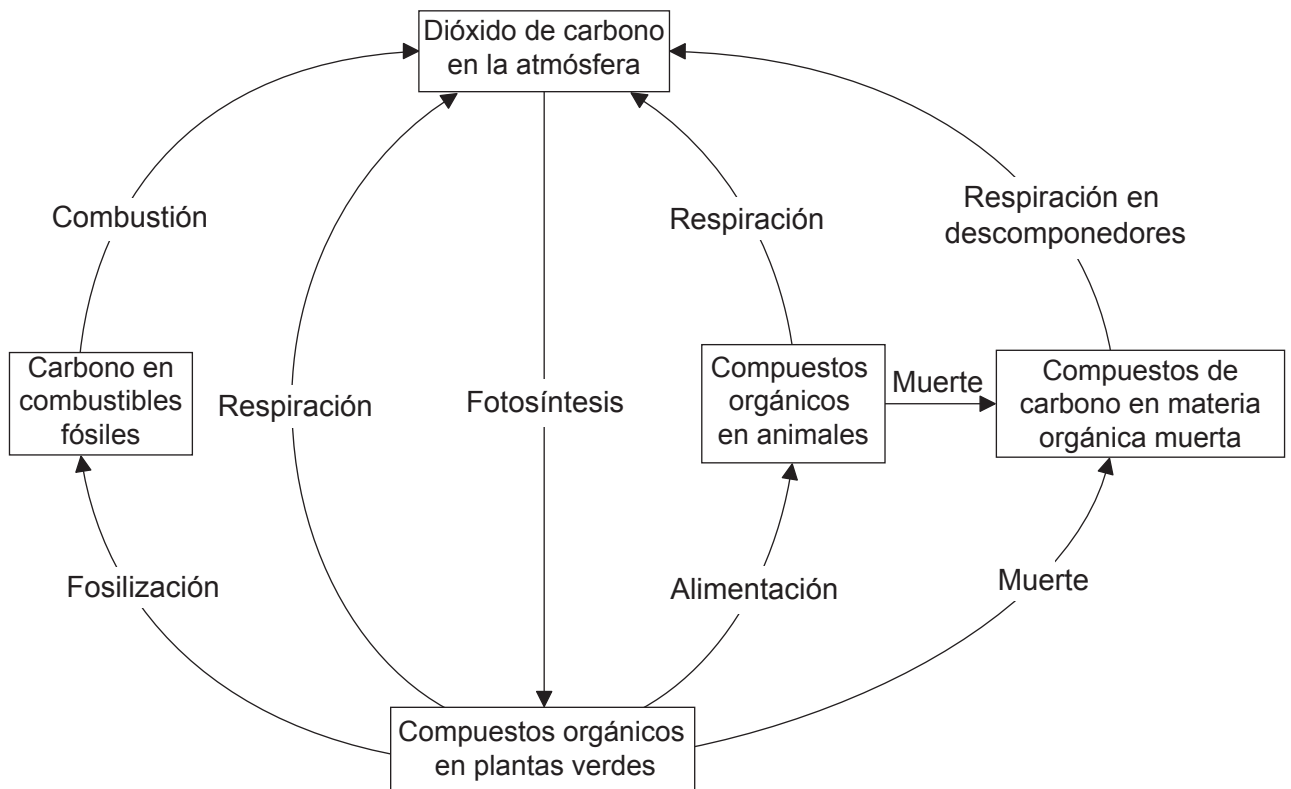 Dióxido de carbono
en la atmósfera
Combustión
Respiración
Respiración en
descomponedores
Carbono en
combustibles
fósiles
Respiración
Fotosíntesis
Compuestos
orgánicos
en animales
Muerte
Compuestos de
carbono en materia
orgánica muerta
Fosilización
Alimentación
Muerte
Compuestos orgánicos
en plantas verdes